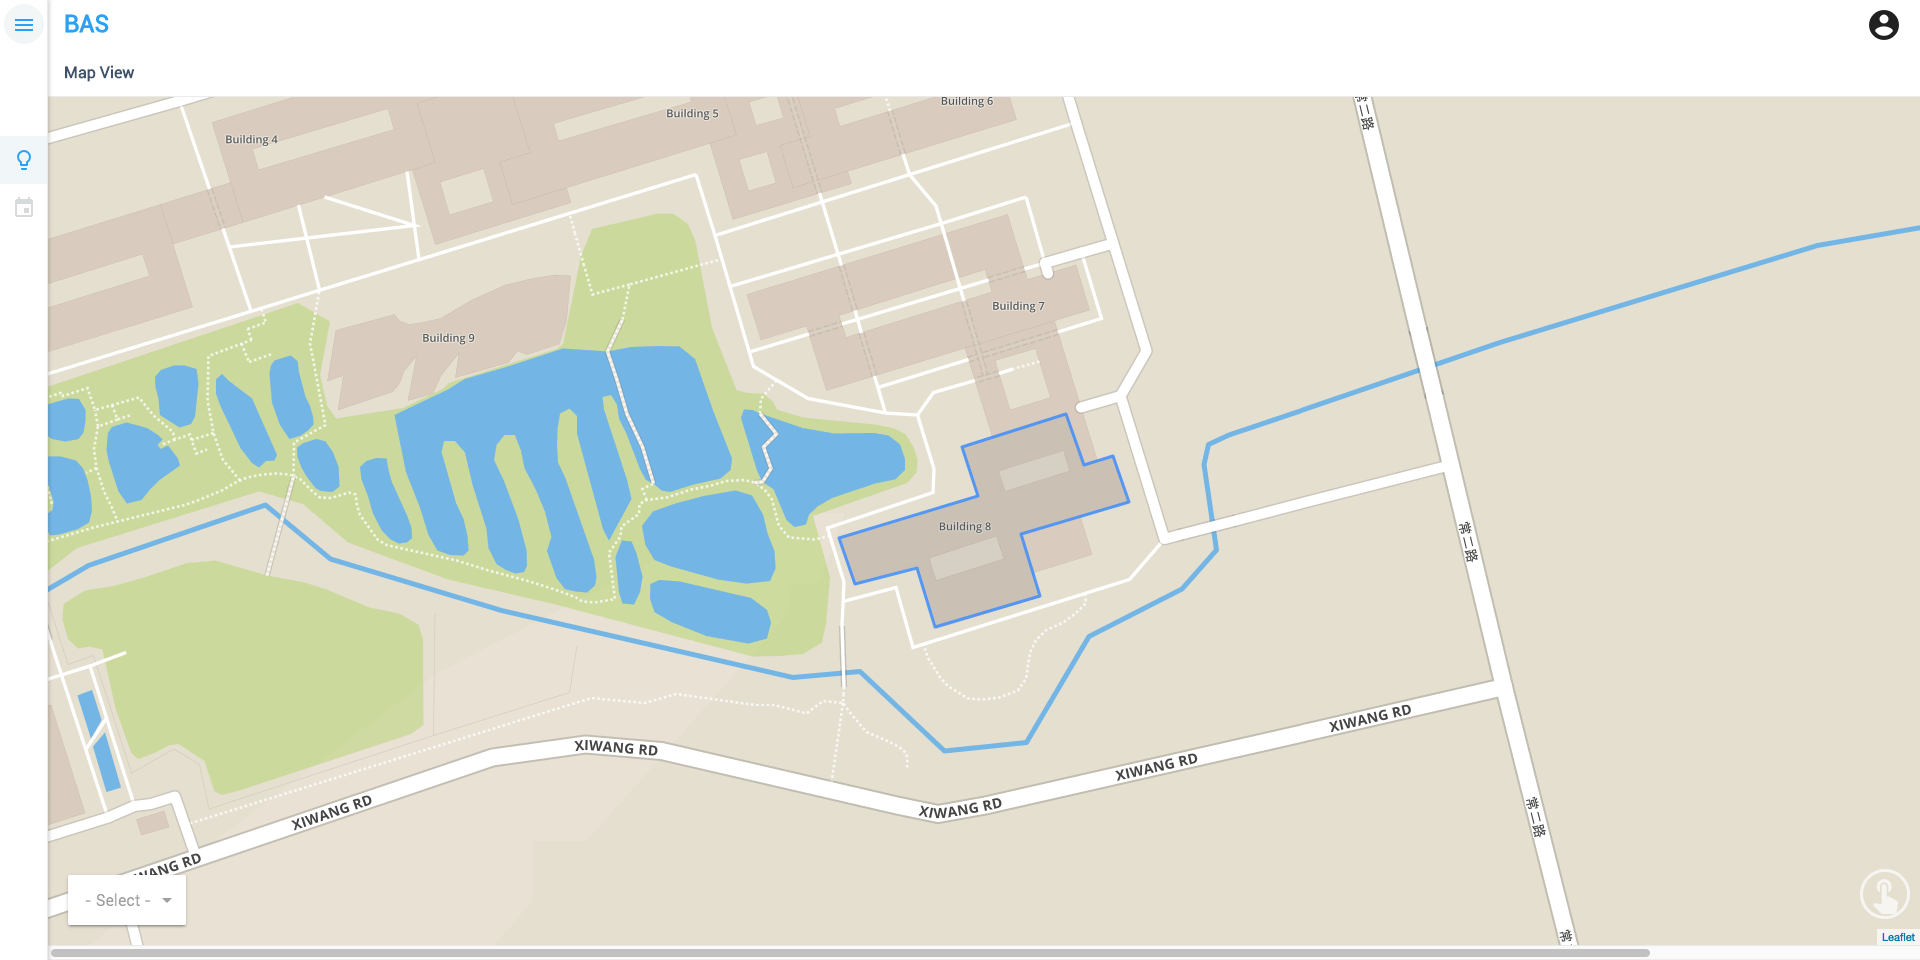 BAS
Map View
Building 6
常二路
Building 5
Building 4
Building 7
Building 9
Building 8
常二路
XIWANG RD
XIWANG RD
XIWANG RD
XIWANG RD
XIWANG RD
常二路
WANG RD
- Select -
常
Leaflet